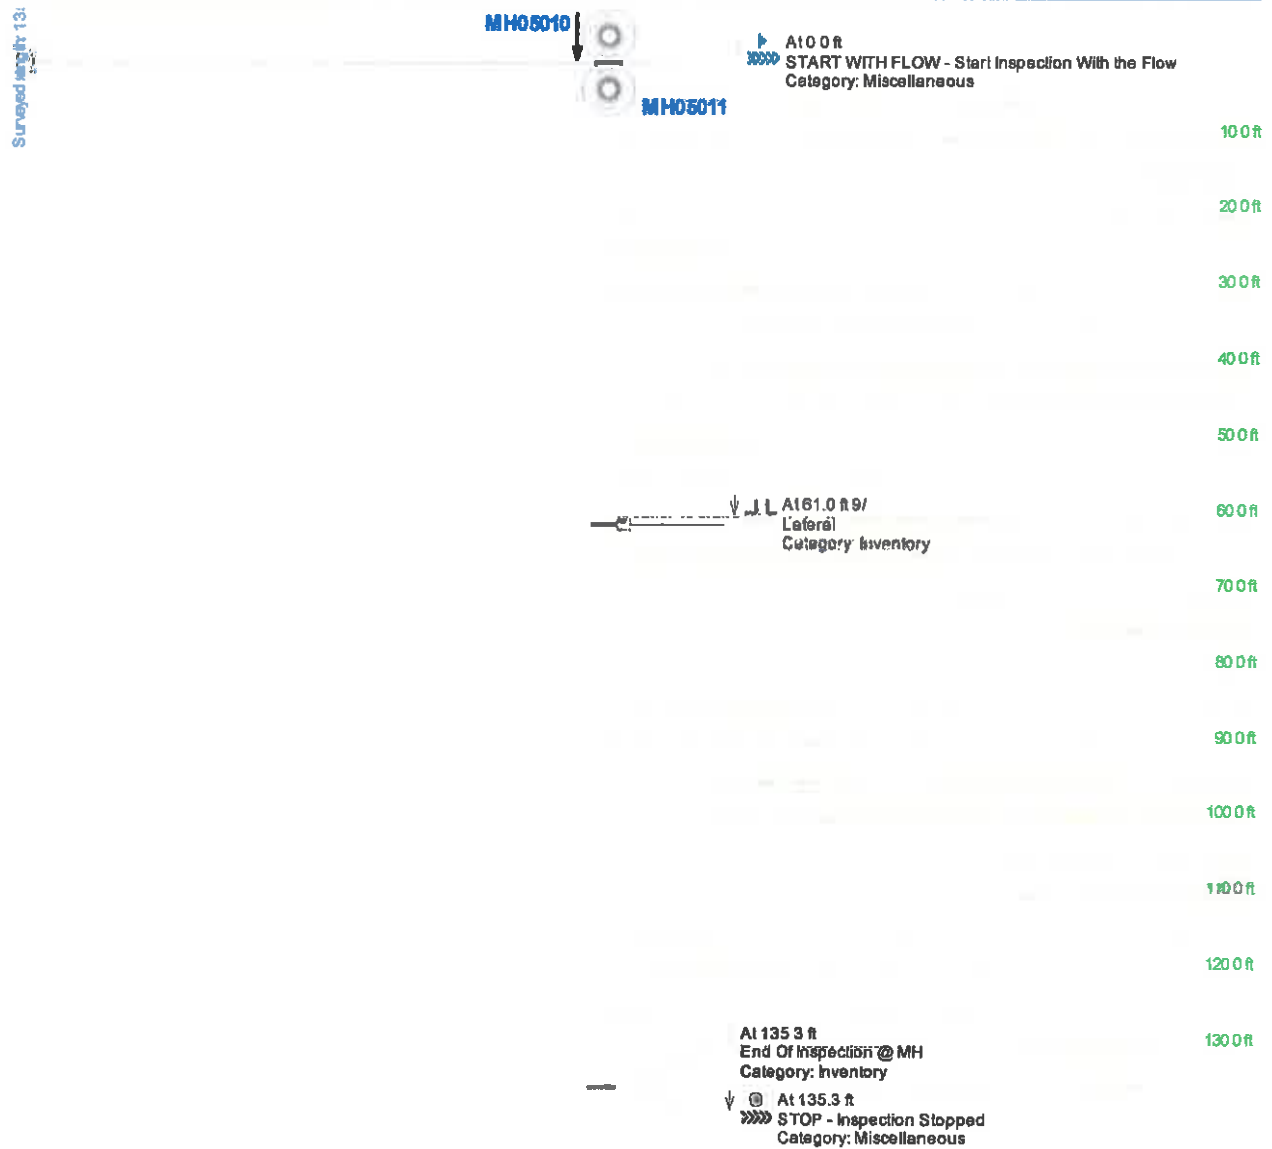 MH05010
At 0 0 ft
START WITH FLOW - Start Inspection With the Flow
Category: Miscellaneous
MH05011
Surveyed
10 0 ft
20 0 ft
30 0 ft
40 0 ft
50 0 ft
At 61.0 ft 9/
Lateral
Category: Inventory
60 0 ft
70 0 ft
80 0 ft
90 0 ft
100 0 ft
110 0 ft
120 0 ft
At 135 3 ft
End Of Inspection @ MH
Category: Inventory
130 0 ft
At 135.3 ft
STOP - Inspection Stopped
Category: Miscellaneous